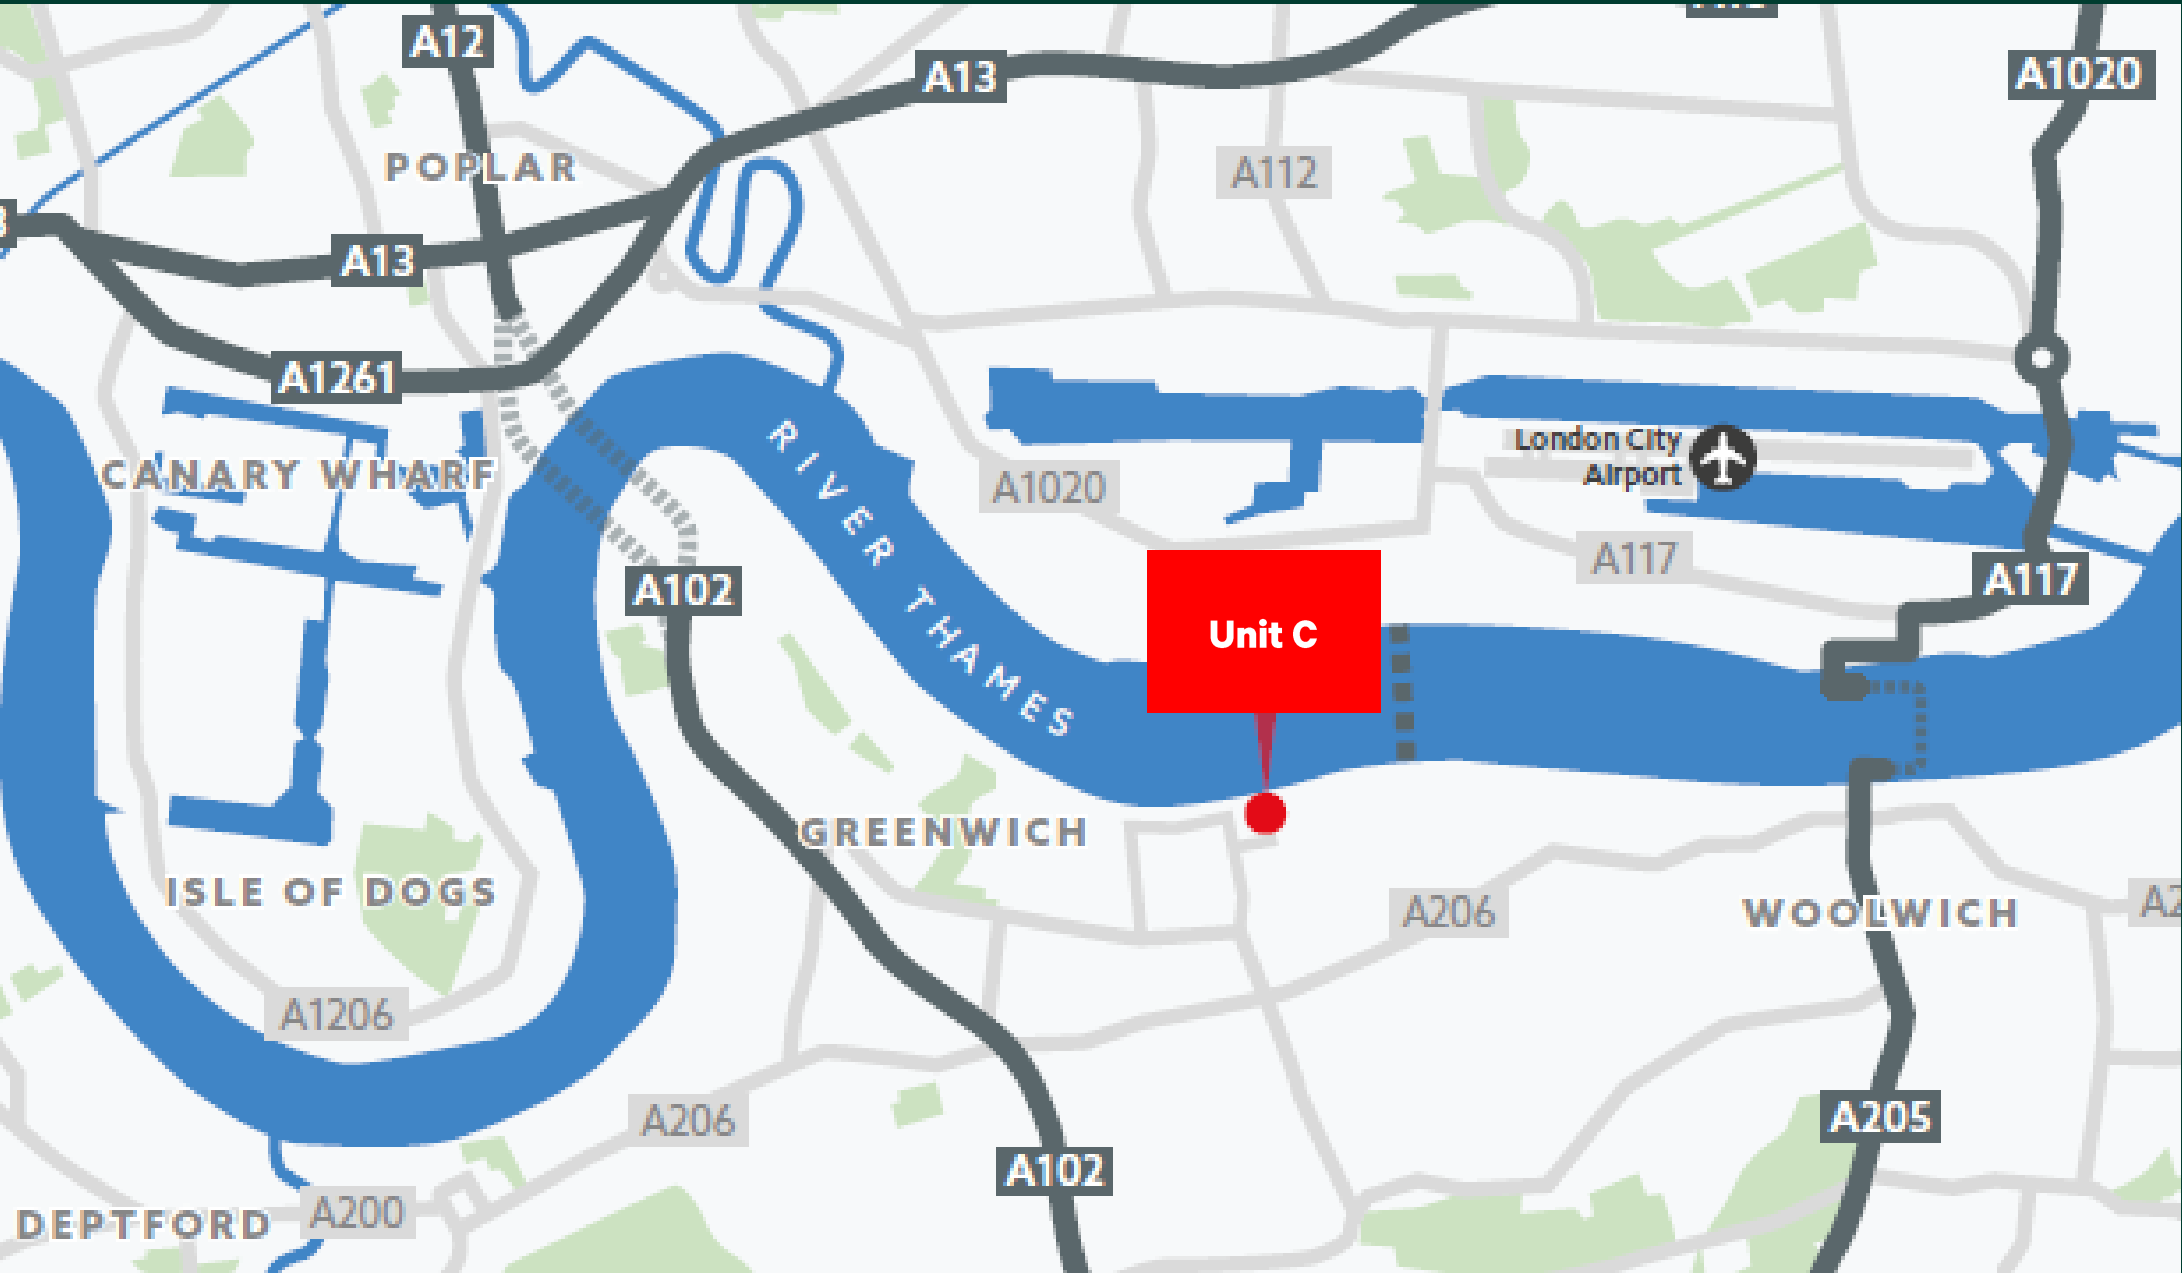 A12
A13
A1020
POPLAR
A112
A13
A1261
RIVER THAMES
London City
Airport
CANARY WHARF
A1020
A117
A117
A102
Unit C
GREENWICH
ISLE OF DOGS
A206
WOOLWICH
A1206
A206
A205
A102
A200
DEPTFORD